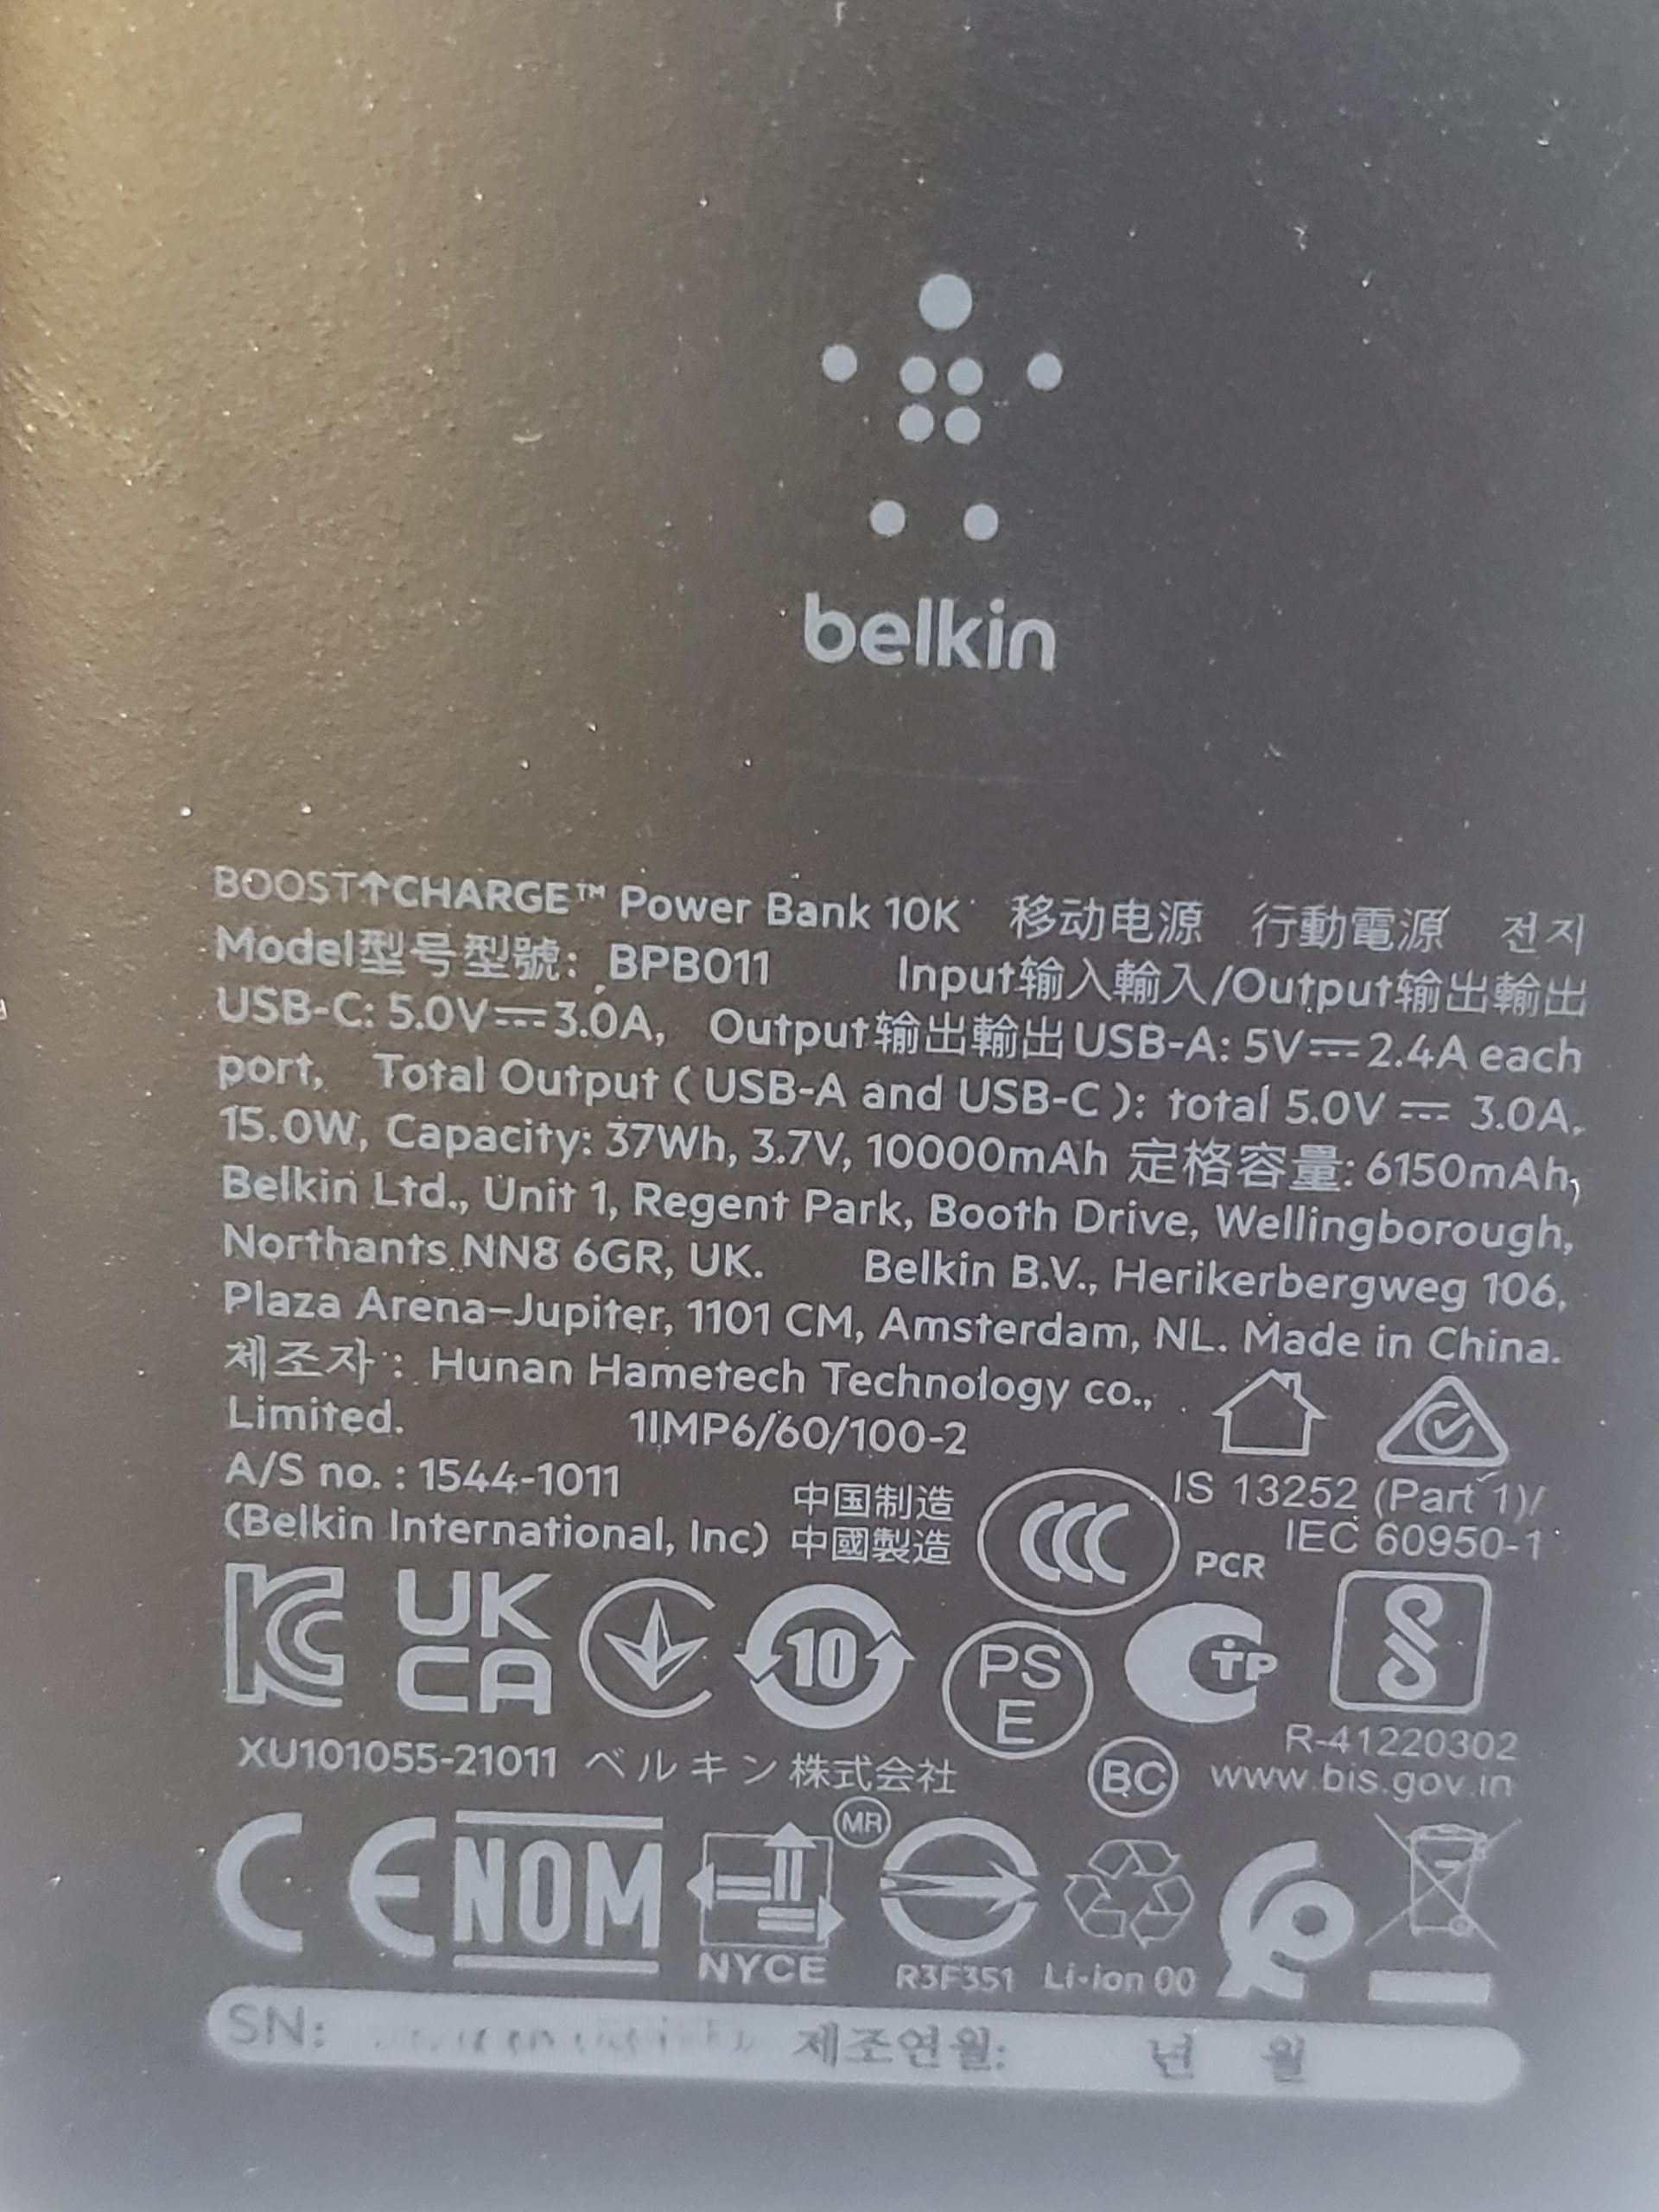 belkin
BOOST↑CHARGE™ Power Bank 10K 移动电源 行動電源 전지
Model型号型號: BPB011 Input输入輸入/Output输出輸出
USB-C: 5.0V⎓3.0A, Output输出輸出USB-A: 5V⎓2.4A each
port, Total Output ( USB-A and USB-C ): total 5.0V ⎓ 3.0A,
15.0W, Capacity: 37Wh, 3.7V, 10000mAh 定格容量: 6150mAh,
Belkin Ltd., Unit 1, Regent Park, Booth Drive, Wellingborough,
Northants NN8 6GR, UK. Belkin B.V., Herikerbergweg 106,
Plaza Arena–Jupiter, 1101 CM, Amsterdam, NL. Made in China.
제조자 : Hunan Hametech Technology co.,
Limited. 1IMP6/60/100-2
A/S no. : 1544-1011 中国制造
(Belkin International, Inc) 中國製造
CCC
IS 13252 (Part 1)/
IEC 60950-1
PCR
KC UK CA 10 PS E C TP
R-41220302
XU101055-21011 ベルキン株式会社 BC www.bis.gov.in
CE NOM NYCE MR R3F351 Li-ion 00
SN: 제조연월: 년 월